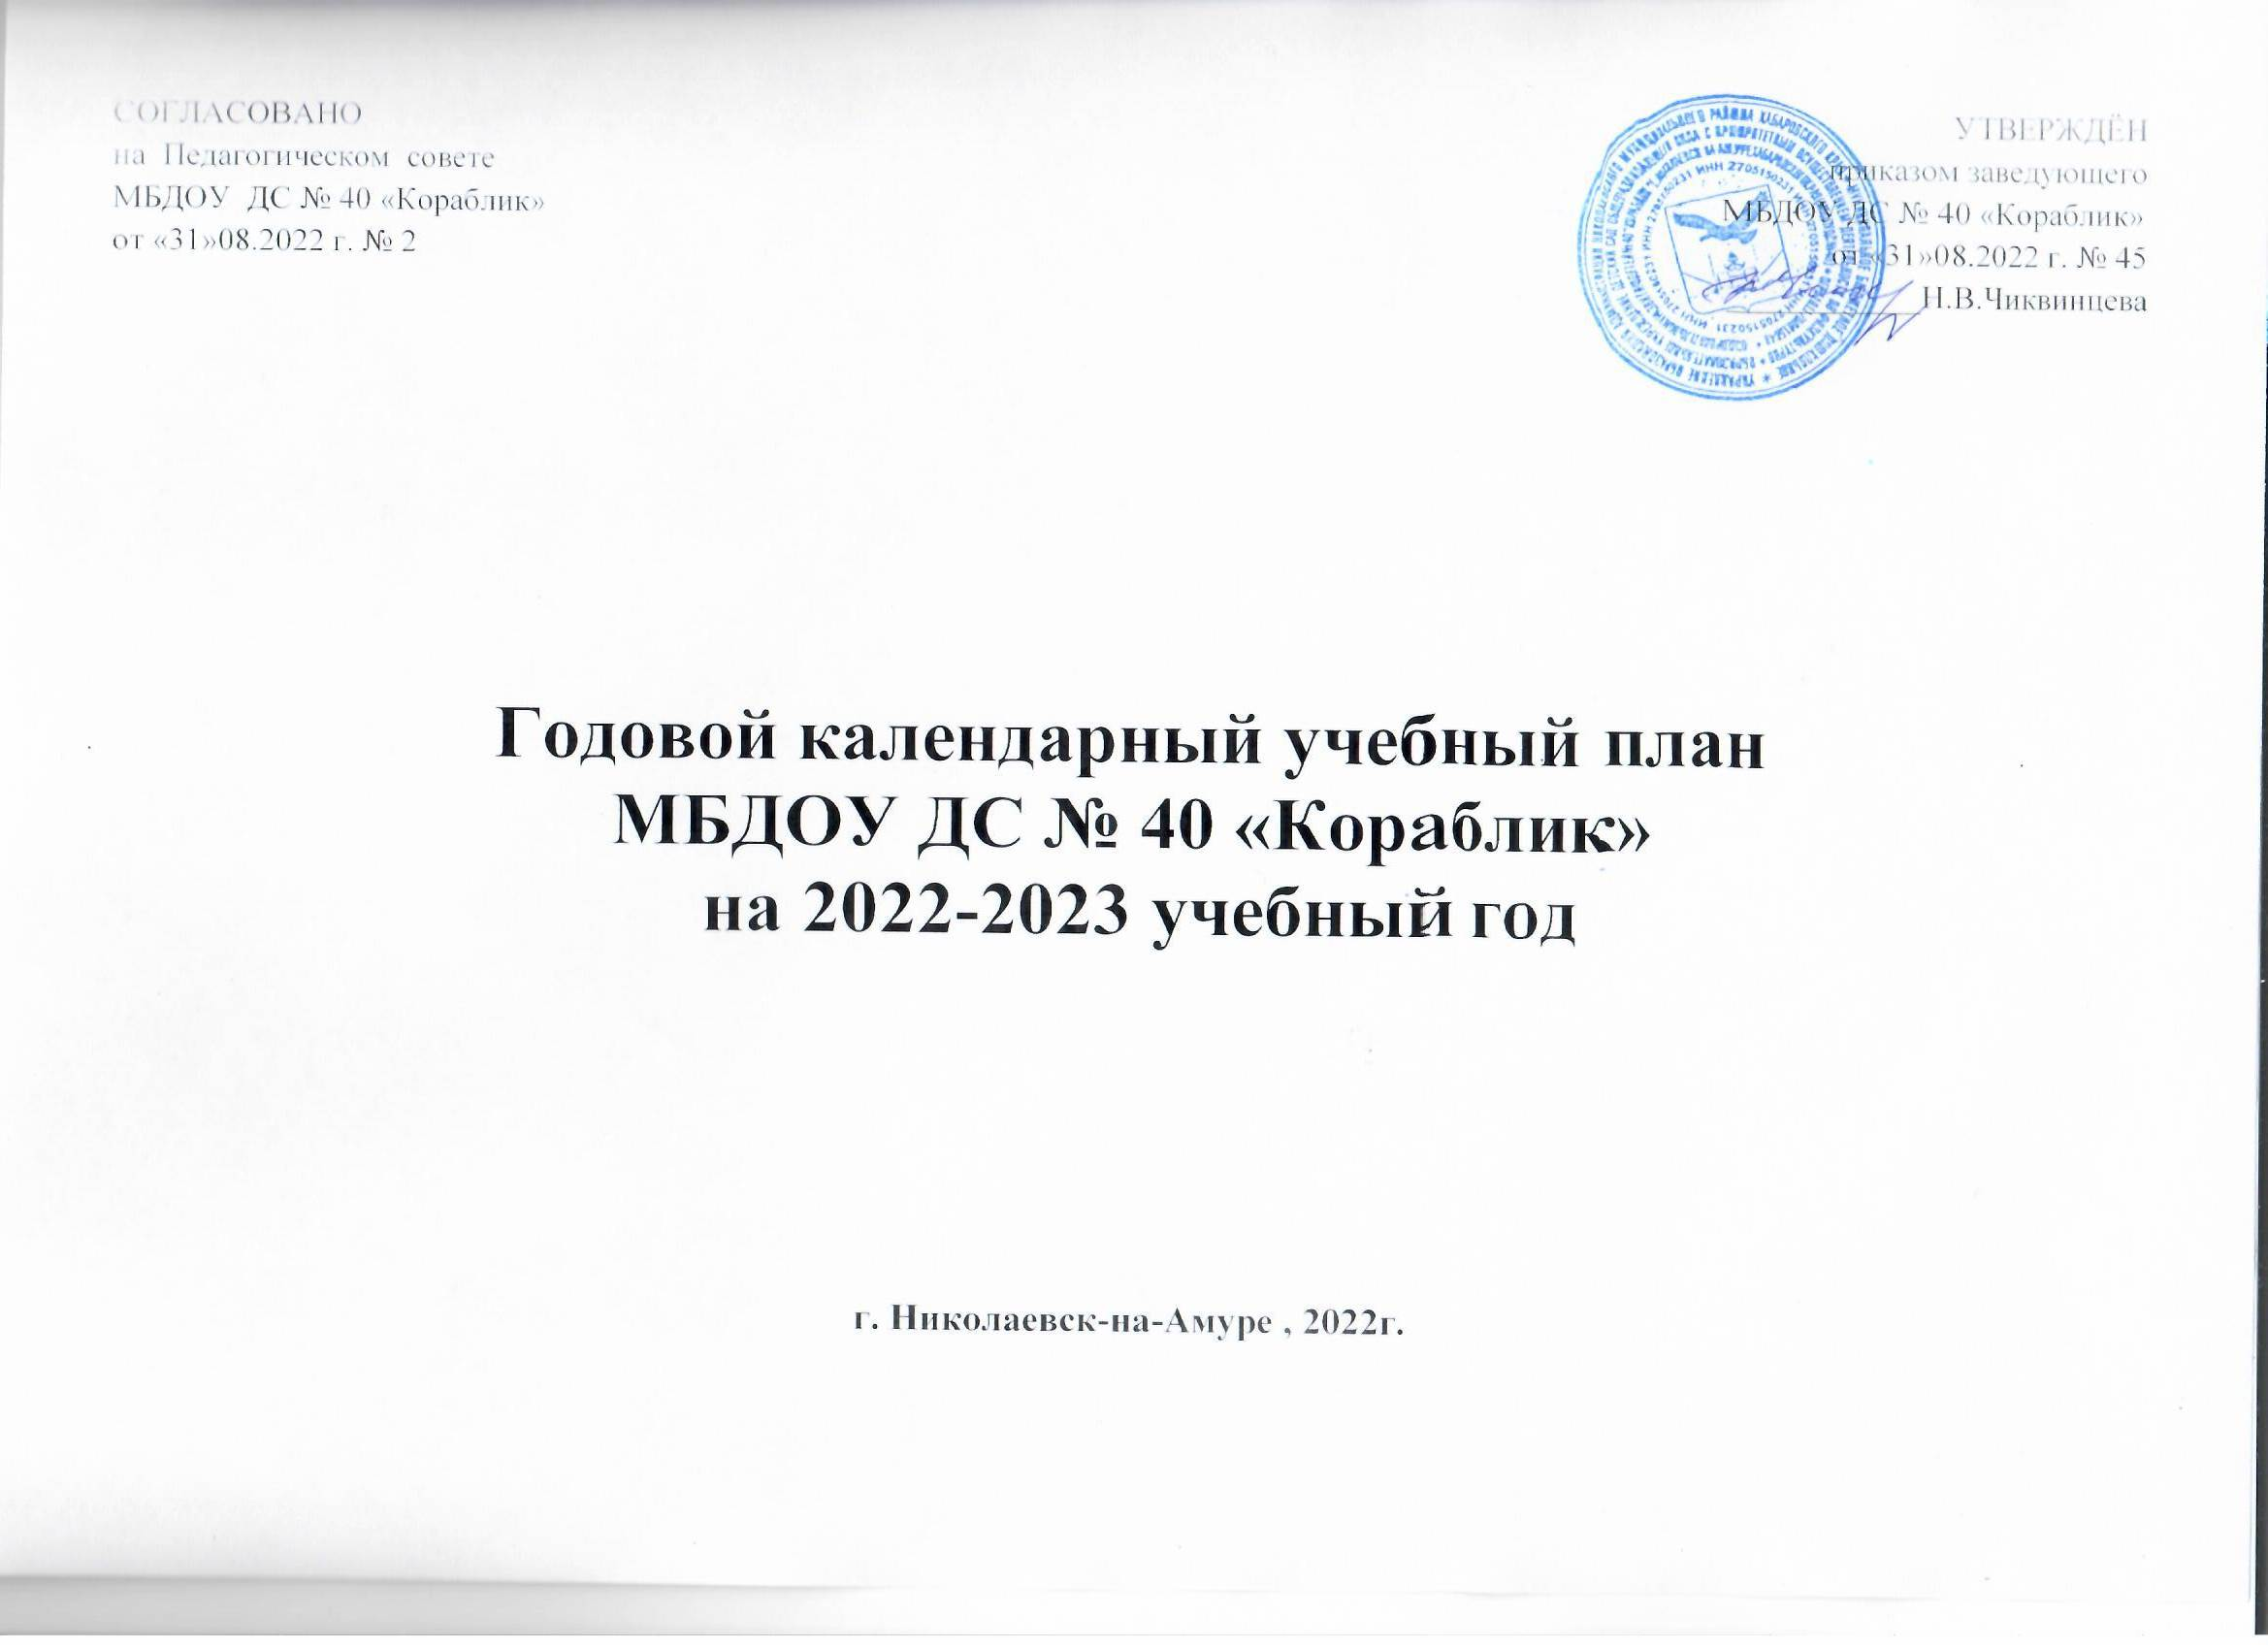 СОГЛАСОВАНО
на Педагогическом совете
МБДОУ ДС № 40 «Кораблик»
от «31»08.2022 г. № 2
УТВЕРЖДЁН
приказом заведующего
МБДОУ ДС № 40 «Кораблик»
от «31»08.2022 г. № 45
Н.В.Чиквинцева
ИНН 2705150231
Годовой календарный учебный план
МБДОУ ДС № 40 «Кораблик»
на 2022-2023 учебный год
г. Николаевск-на-Амуре , 2022г.